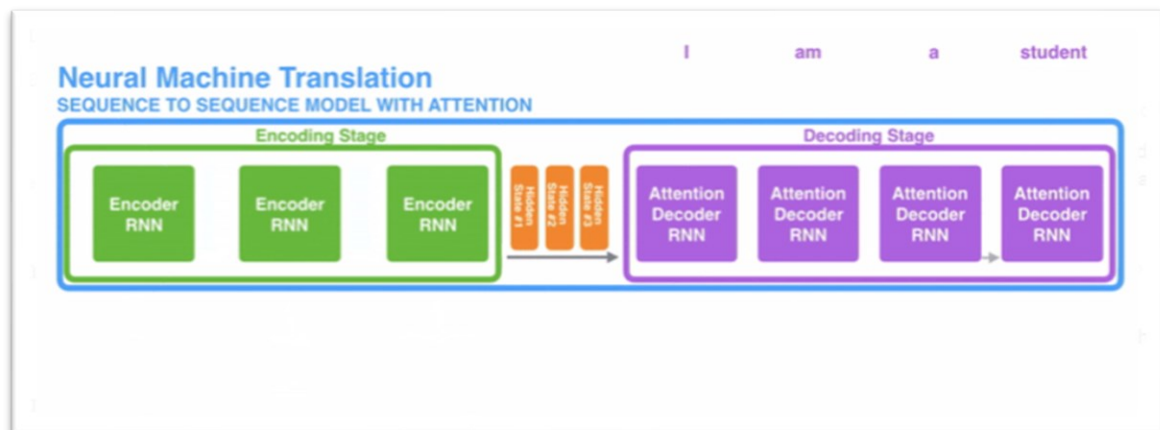 I am a student
Neural Machine Translation
SEQUENCE TO SEQUENCE MODEL WITH ATTENTION
Encoding Stage
Decoding Stage
Encoder
RNN
Encoder
RNN
Encoder
RNN
Hidden
State #1
Hidden
State #2
Hidden
State #3
Attention
Decoder
RNN
Attention
Decoder
RNN
Attention
Decoder
RNN
Attention
Decoder
RNN